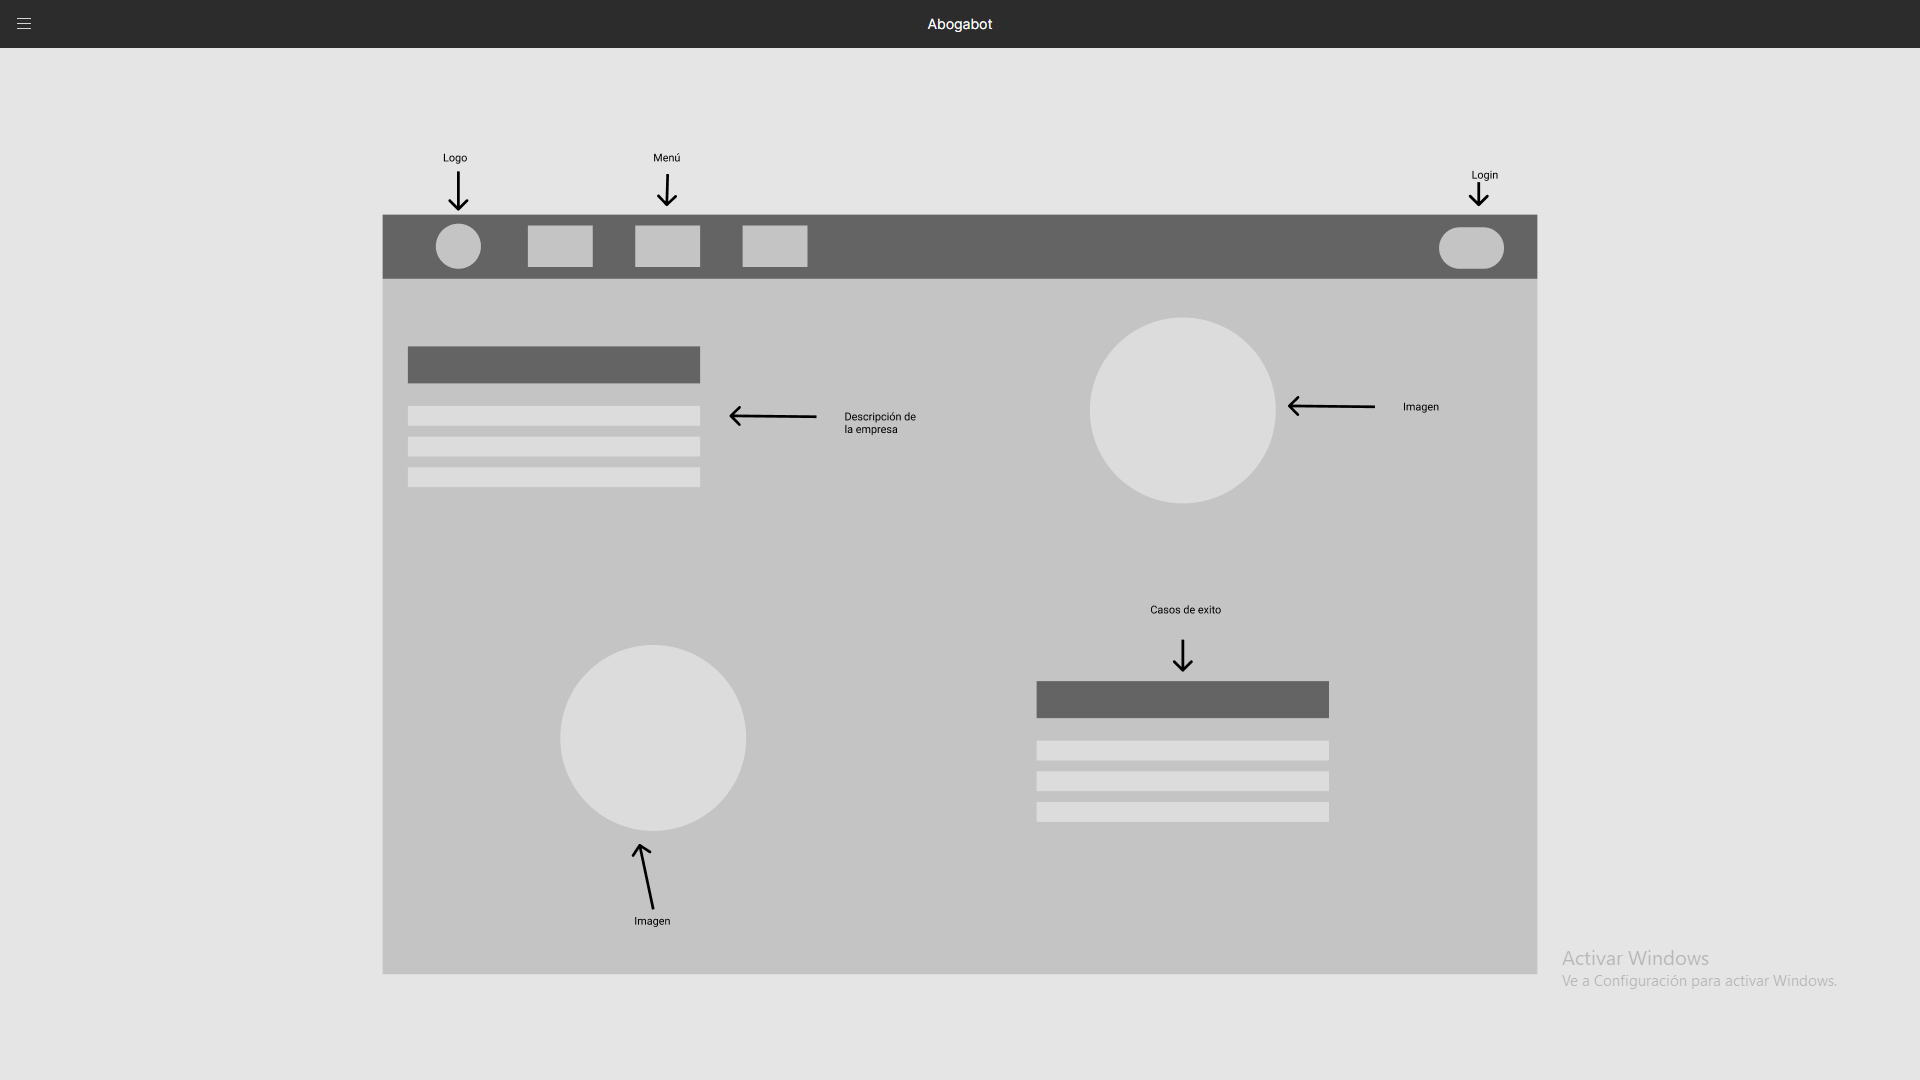 Abogabot
Logo
Menú
Login
Descripción de
la empresa
Imagen
Casos de exito
Imagen
Activar Windows
Ve a Configuración para activar Windows.